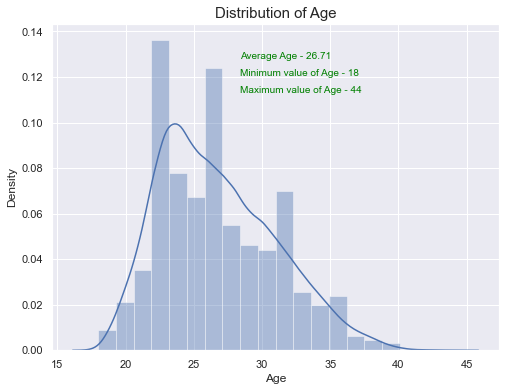 Distribution of Age
0.14
0.12
0.10
0.08
0.06
0.04
0.02
0.00
Density
Average Age - 26.71
Minimum value of Age - 18
Maximum value of Age - 44
15 20 25 30 35 40 45
Age